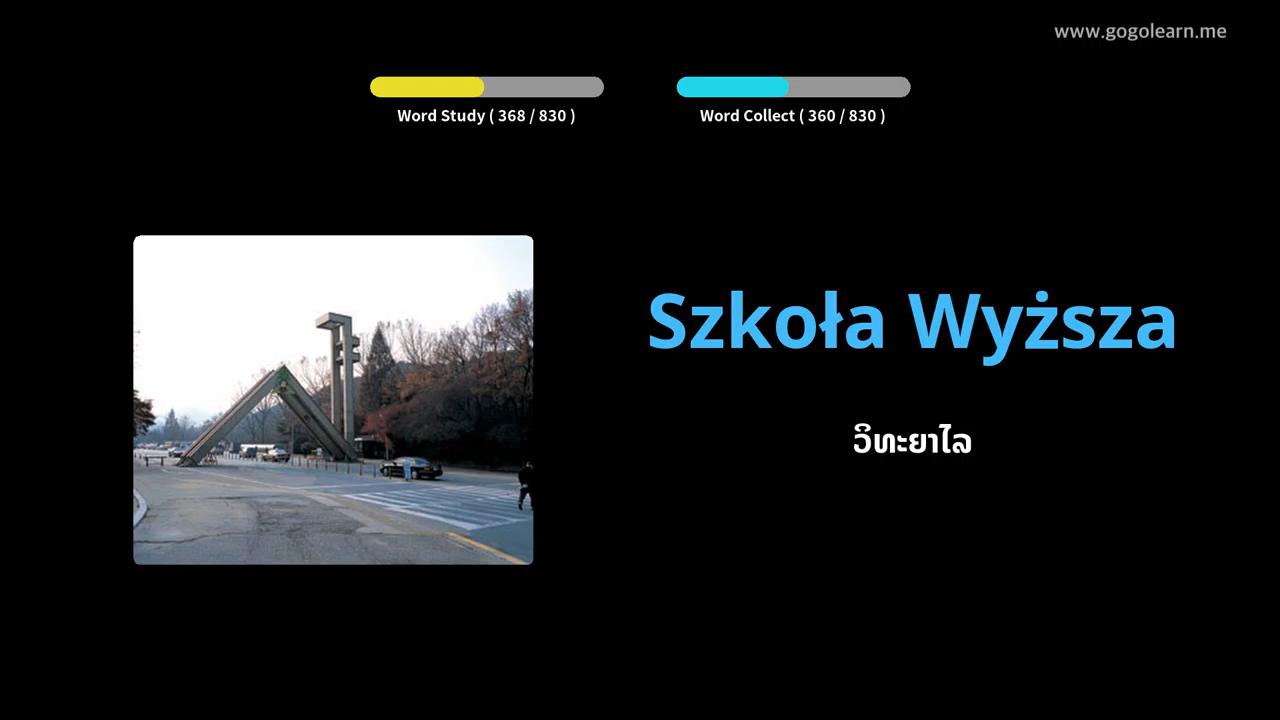 www.gogolearn.me
Word Study ( 368 / 830 )
Word Collect ( 360 / 830 )
Szkoła Wyższa
ວິທະຍາໄລ